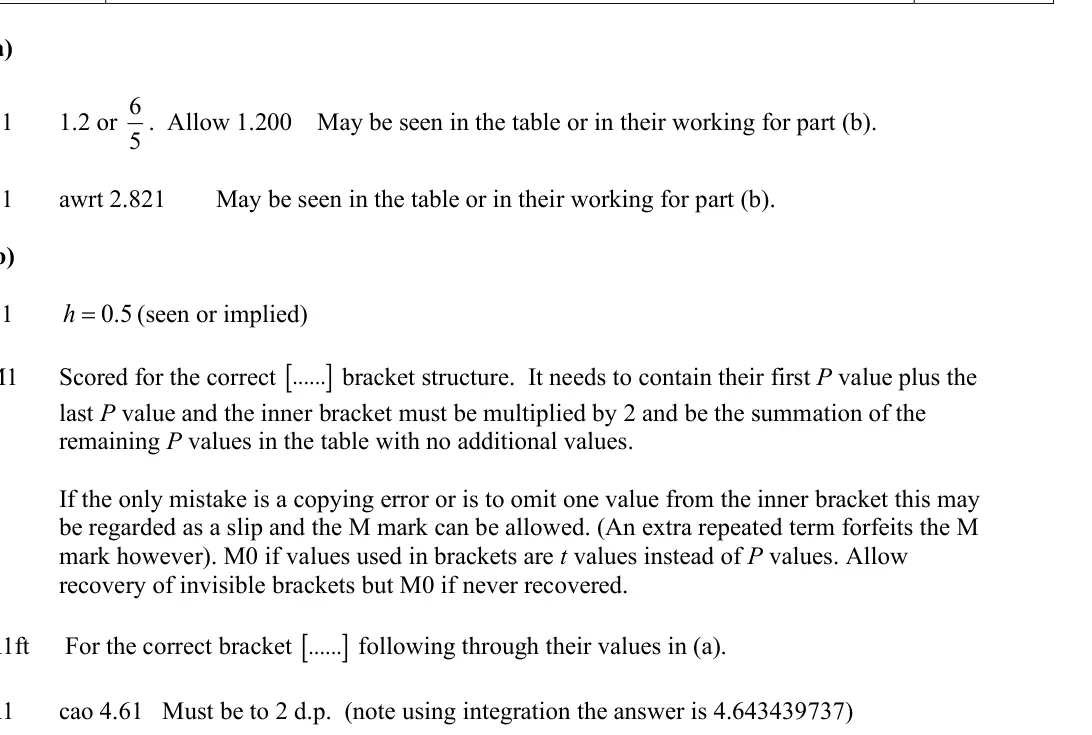 a)
1 1.2 or 6/5. Allow 1.200 May be seen in the table or in their working for part (b).
1 awrt 2.821 May be seen in the table or in their working for part (b).
b)
1 h = 0.5 (seen or implied)
M1 Scored for the correct [......] bracket structure. It needs to contain their first P value plus the
last P value and the inner bracket must be multiplied by 2 and be the summation of the
remaining P values in the table with no additional values.
If the only mistake is a copying error or is to omit one value from the inner bracket this may
be regarded as a slip and the M mark can be allowed. (An extra repeated term forfeits the M
mark however). M0 if values used in brackets are t values instead of P values. Allow
recovery of invisible brackets but M0 if never recovered.
1ft For the correct bracket [......] following through their values in (a).
1 cao 4.61 Must be to 2 d.p. (note using integration the answer is 4.643439737)